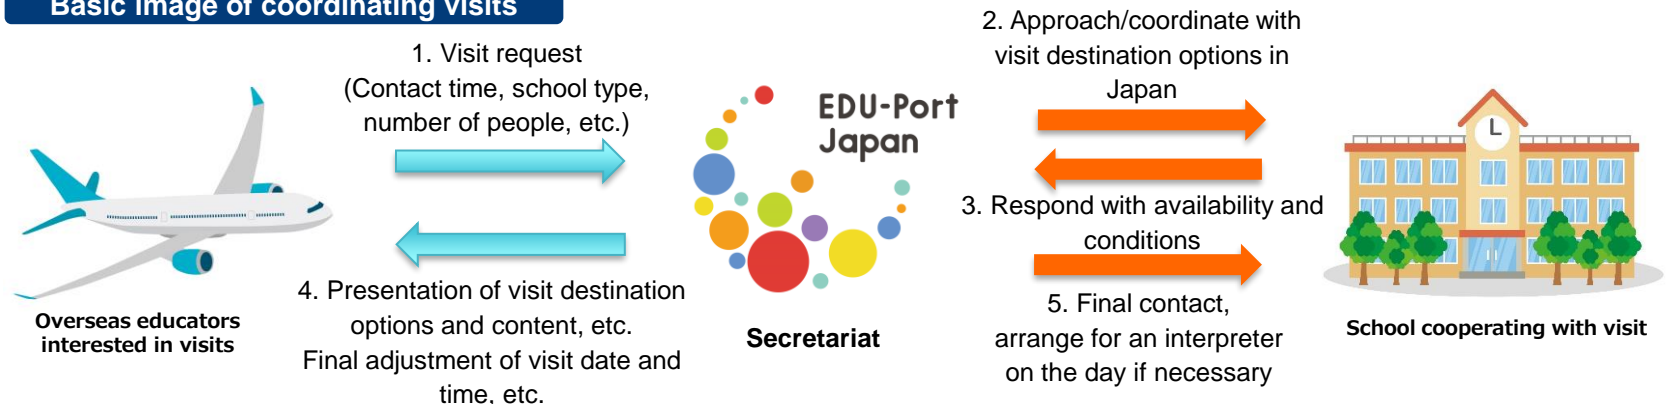 Basic image of coordinating visits
1. Visit request
(Contact time, school type,
number of people, etc.)
2. Approach/coordinate with
visit destination options in
Japan
EDU-Port
Japan
3. Respond with availability and
conditions
4. Presentation of visit destination
options and content, etc.
Final adjustment of visit date and
time, etc.
5. Final contact,
arrange for an interpreter
on the day if necessary
Overseas educators
interested in visits
Secretariat
School cooperating with visit